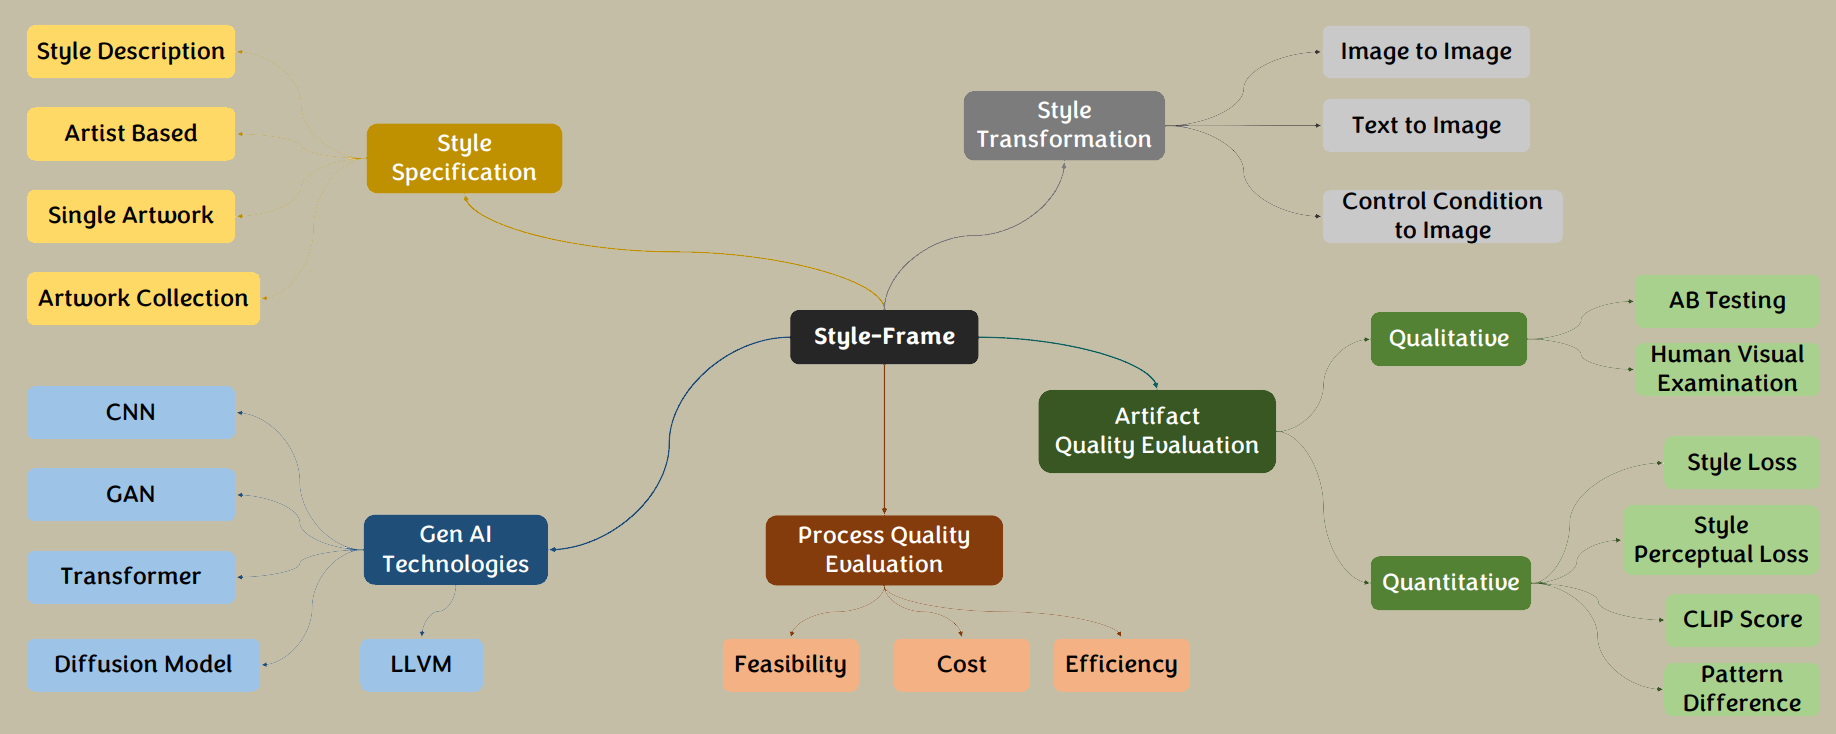 Style Description
Artist Based
Single Artwork
Artwork Collection
Style
Specification
Style
Transformation
Image to Image
Text to Image
Control Condition
to Image
Style-Frame
Artifact
Quality Evaluation
Qualitative
AB Testing
Human Visual
Examination
Quantitative
Style Loss
Style
Perceptual Loss
CLIP Score
Pattern
Difference
CNN
GAN
Transformer
Diffusion Model
Gen AI
Technologies
LLVM
Process Quality
Evaluation
Feasibility
Cost
Efficiency